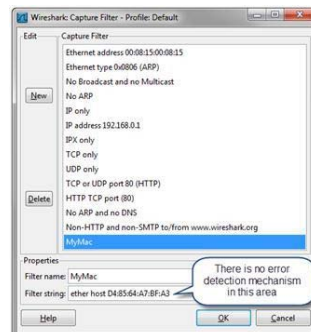 Wireshark: Capture Filter - Profile: Default
Edit
Capture Filter
Ethernet address 00:08:15:00:08:15
Ethernet type 0x0806 (ARP)
No Broadcast and no Multicast
No ARP
IP only
IP address 192.168.0.1
IPX only
TCP only
UDP only
TCP or UDP port 80 (HTTP)
HTTP TCP port (80)
No ARP and no DNS
Non-HTTP and non-SMTP to/from www.wireshark.org
MyMac
New
Delete
Properties
Filter name: MyMac
Filter string: ether host D4:85:64:A7:BF:A3
There is no error
detection mechanism
in this area
Help
OK
Cancel